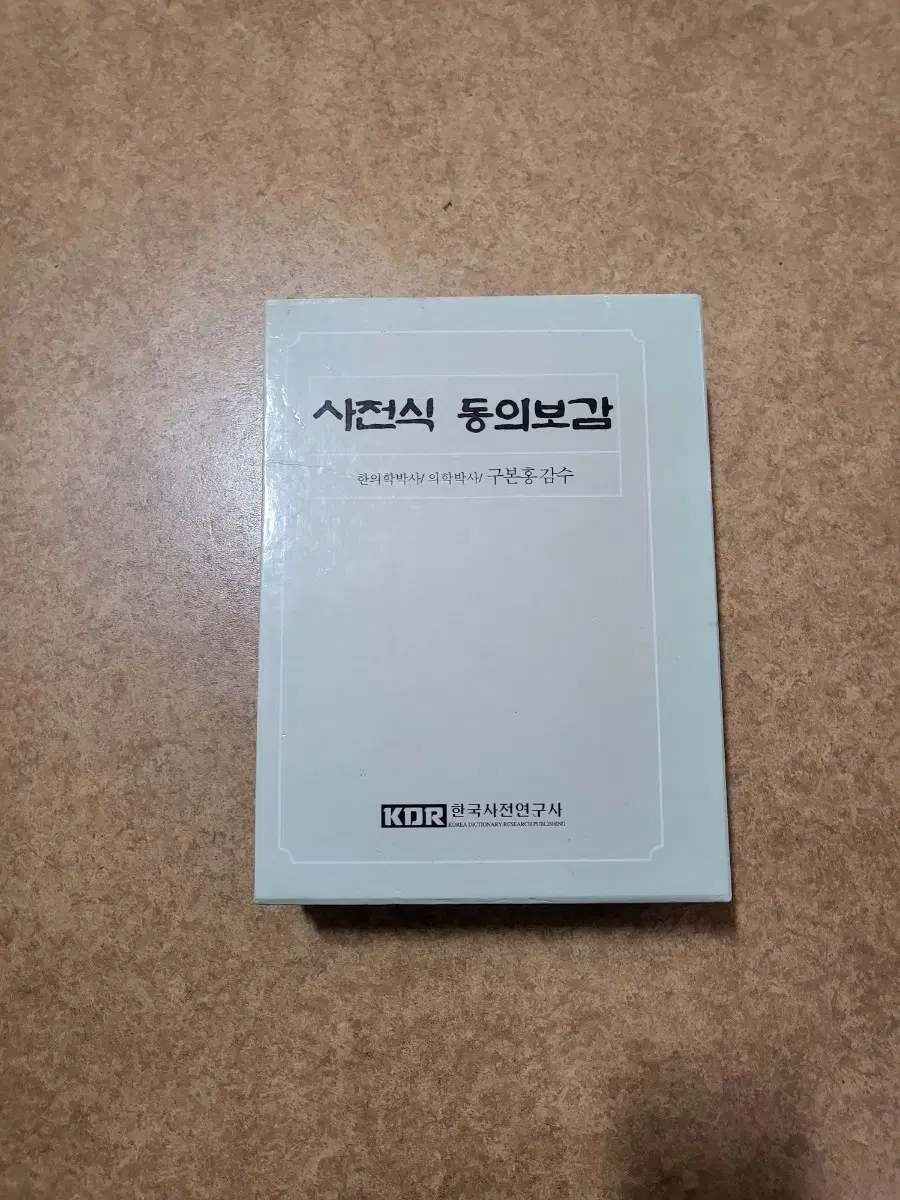 사전식 동의보감
한의학박사/ 의학박사/ 구본홍 감수
KDR 한국사전연구사
KOREA DICTIONARY RESEARCH PUBLISHING